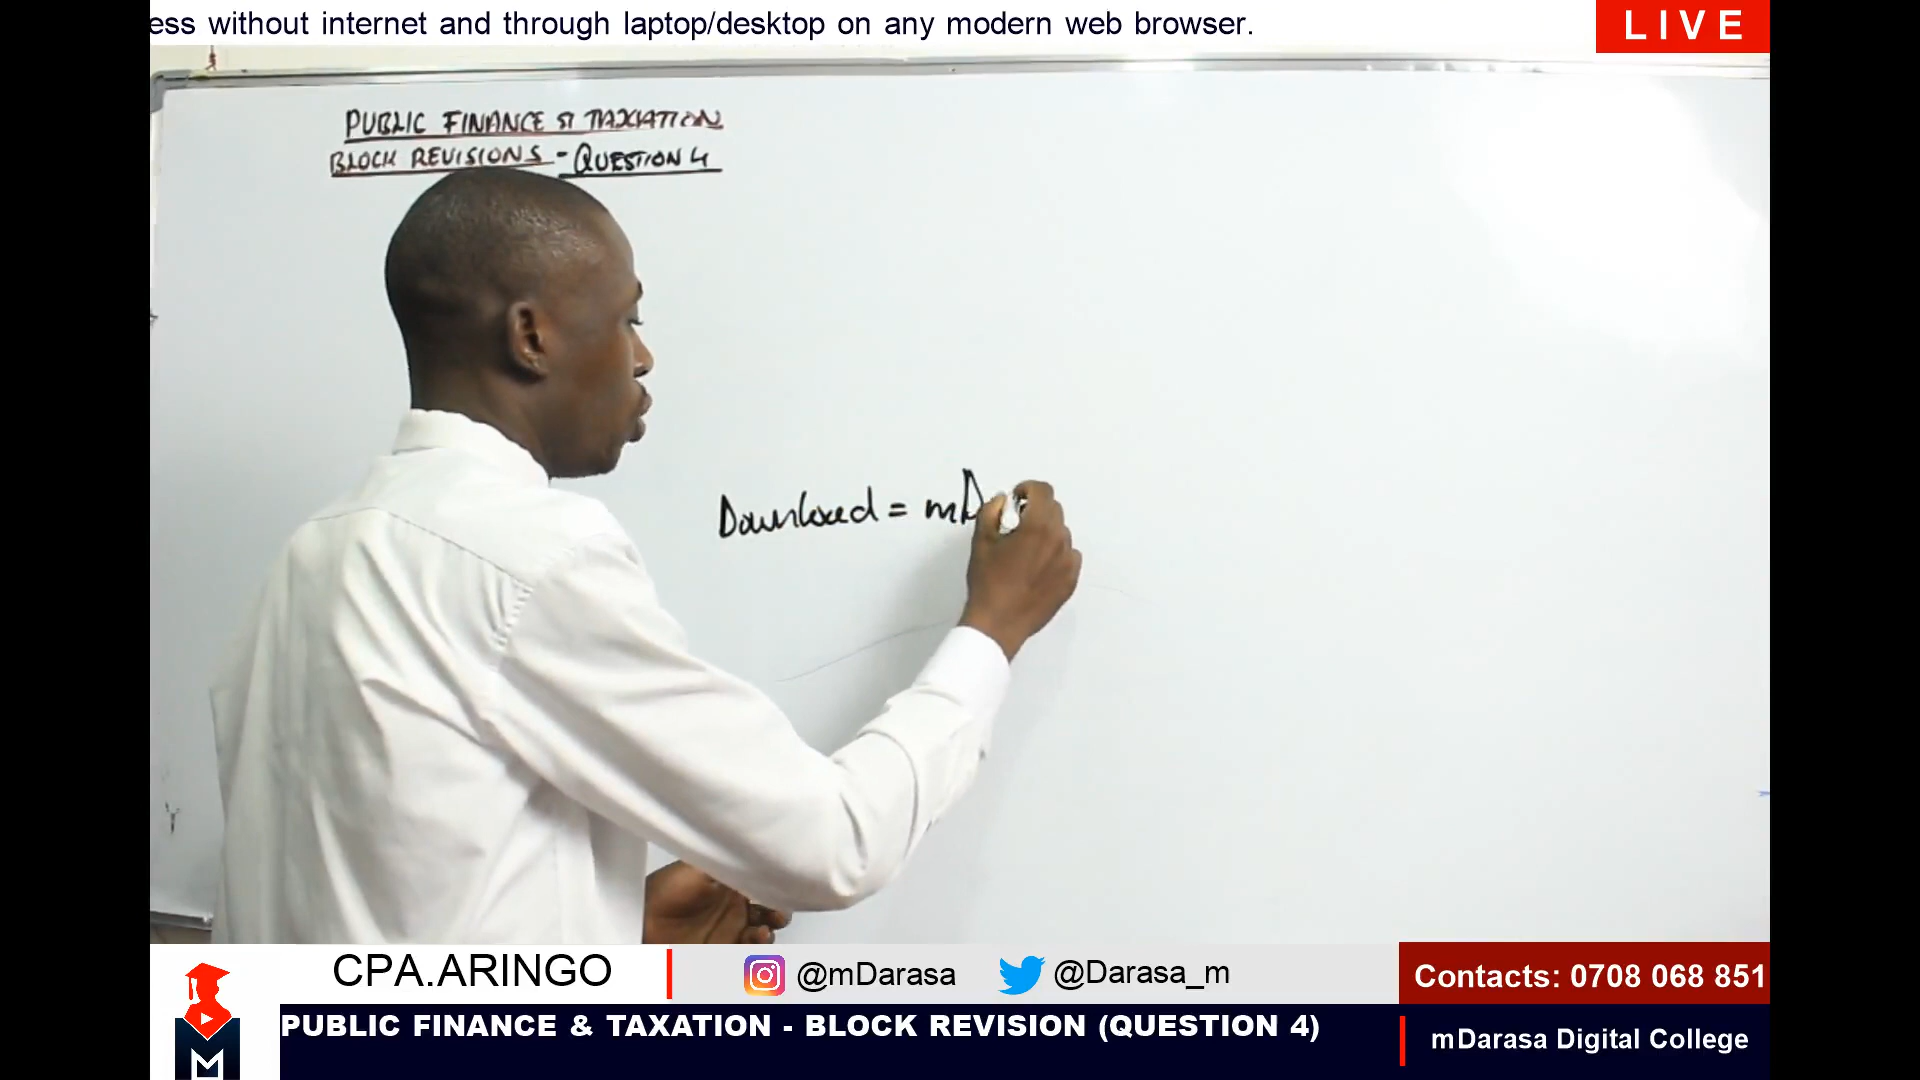 ess without internet and through laptop/desktop on any modern web browser.
LIVE
PUBLIC FINANCE & TAXATION
BLOCK REVISIONS - QUESTION 4
Download = mD
CPA.ARINGO
@mDarasa
@Darasa_m
Contacts: 0708 068 851
PUBLIC FINANCE & TAXATION - BLOCK REVISION (QUESTION 4)
mDarasa Digital College
M